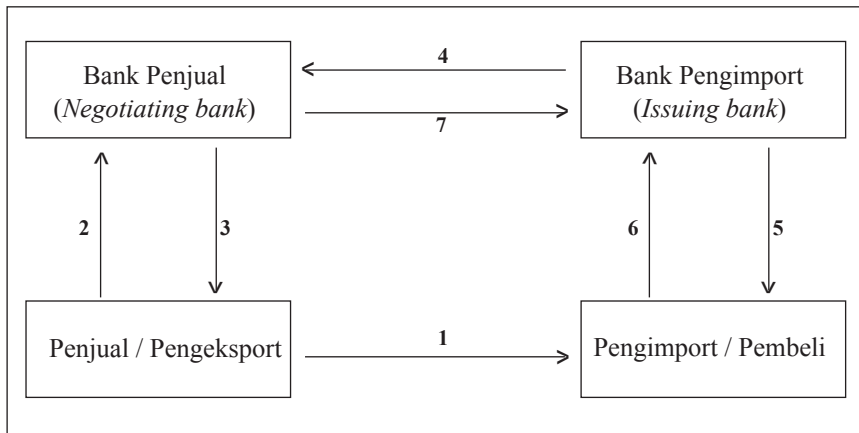 4
Bank Penjual
(Negotiating bank)
Bank Pengimport
(Issuing bank)
7
2
3
6
5
1
Penjual / Pengeksport
Pengimport / Pembeli